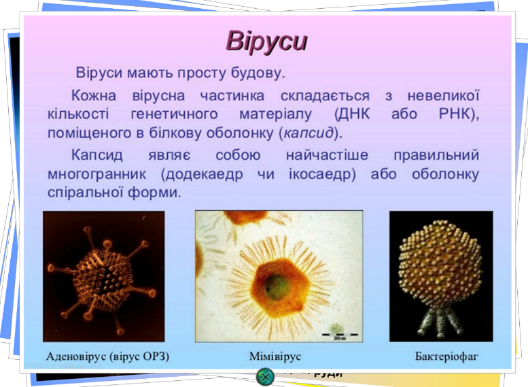 Віруси
Віруси мають просту будову.
Кожна вірусна частинка складається з невеликої
кількості генетичного матеріалу (ДНК або РНК),
поміщеного в білкову оболонку (капсид).
Капсид являє собою найчастіше правильний
многогранник (додекаедр чи ікосаедр) або оболонку
спіральної форми.
Аденовірус (вірус ОРЗ) Мімівірус Бактеріофаг